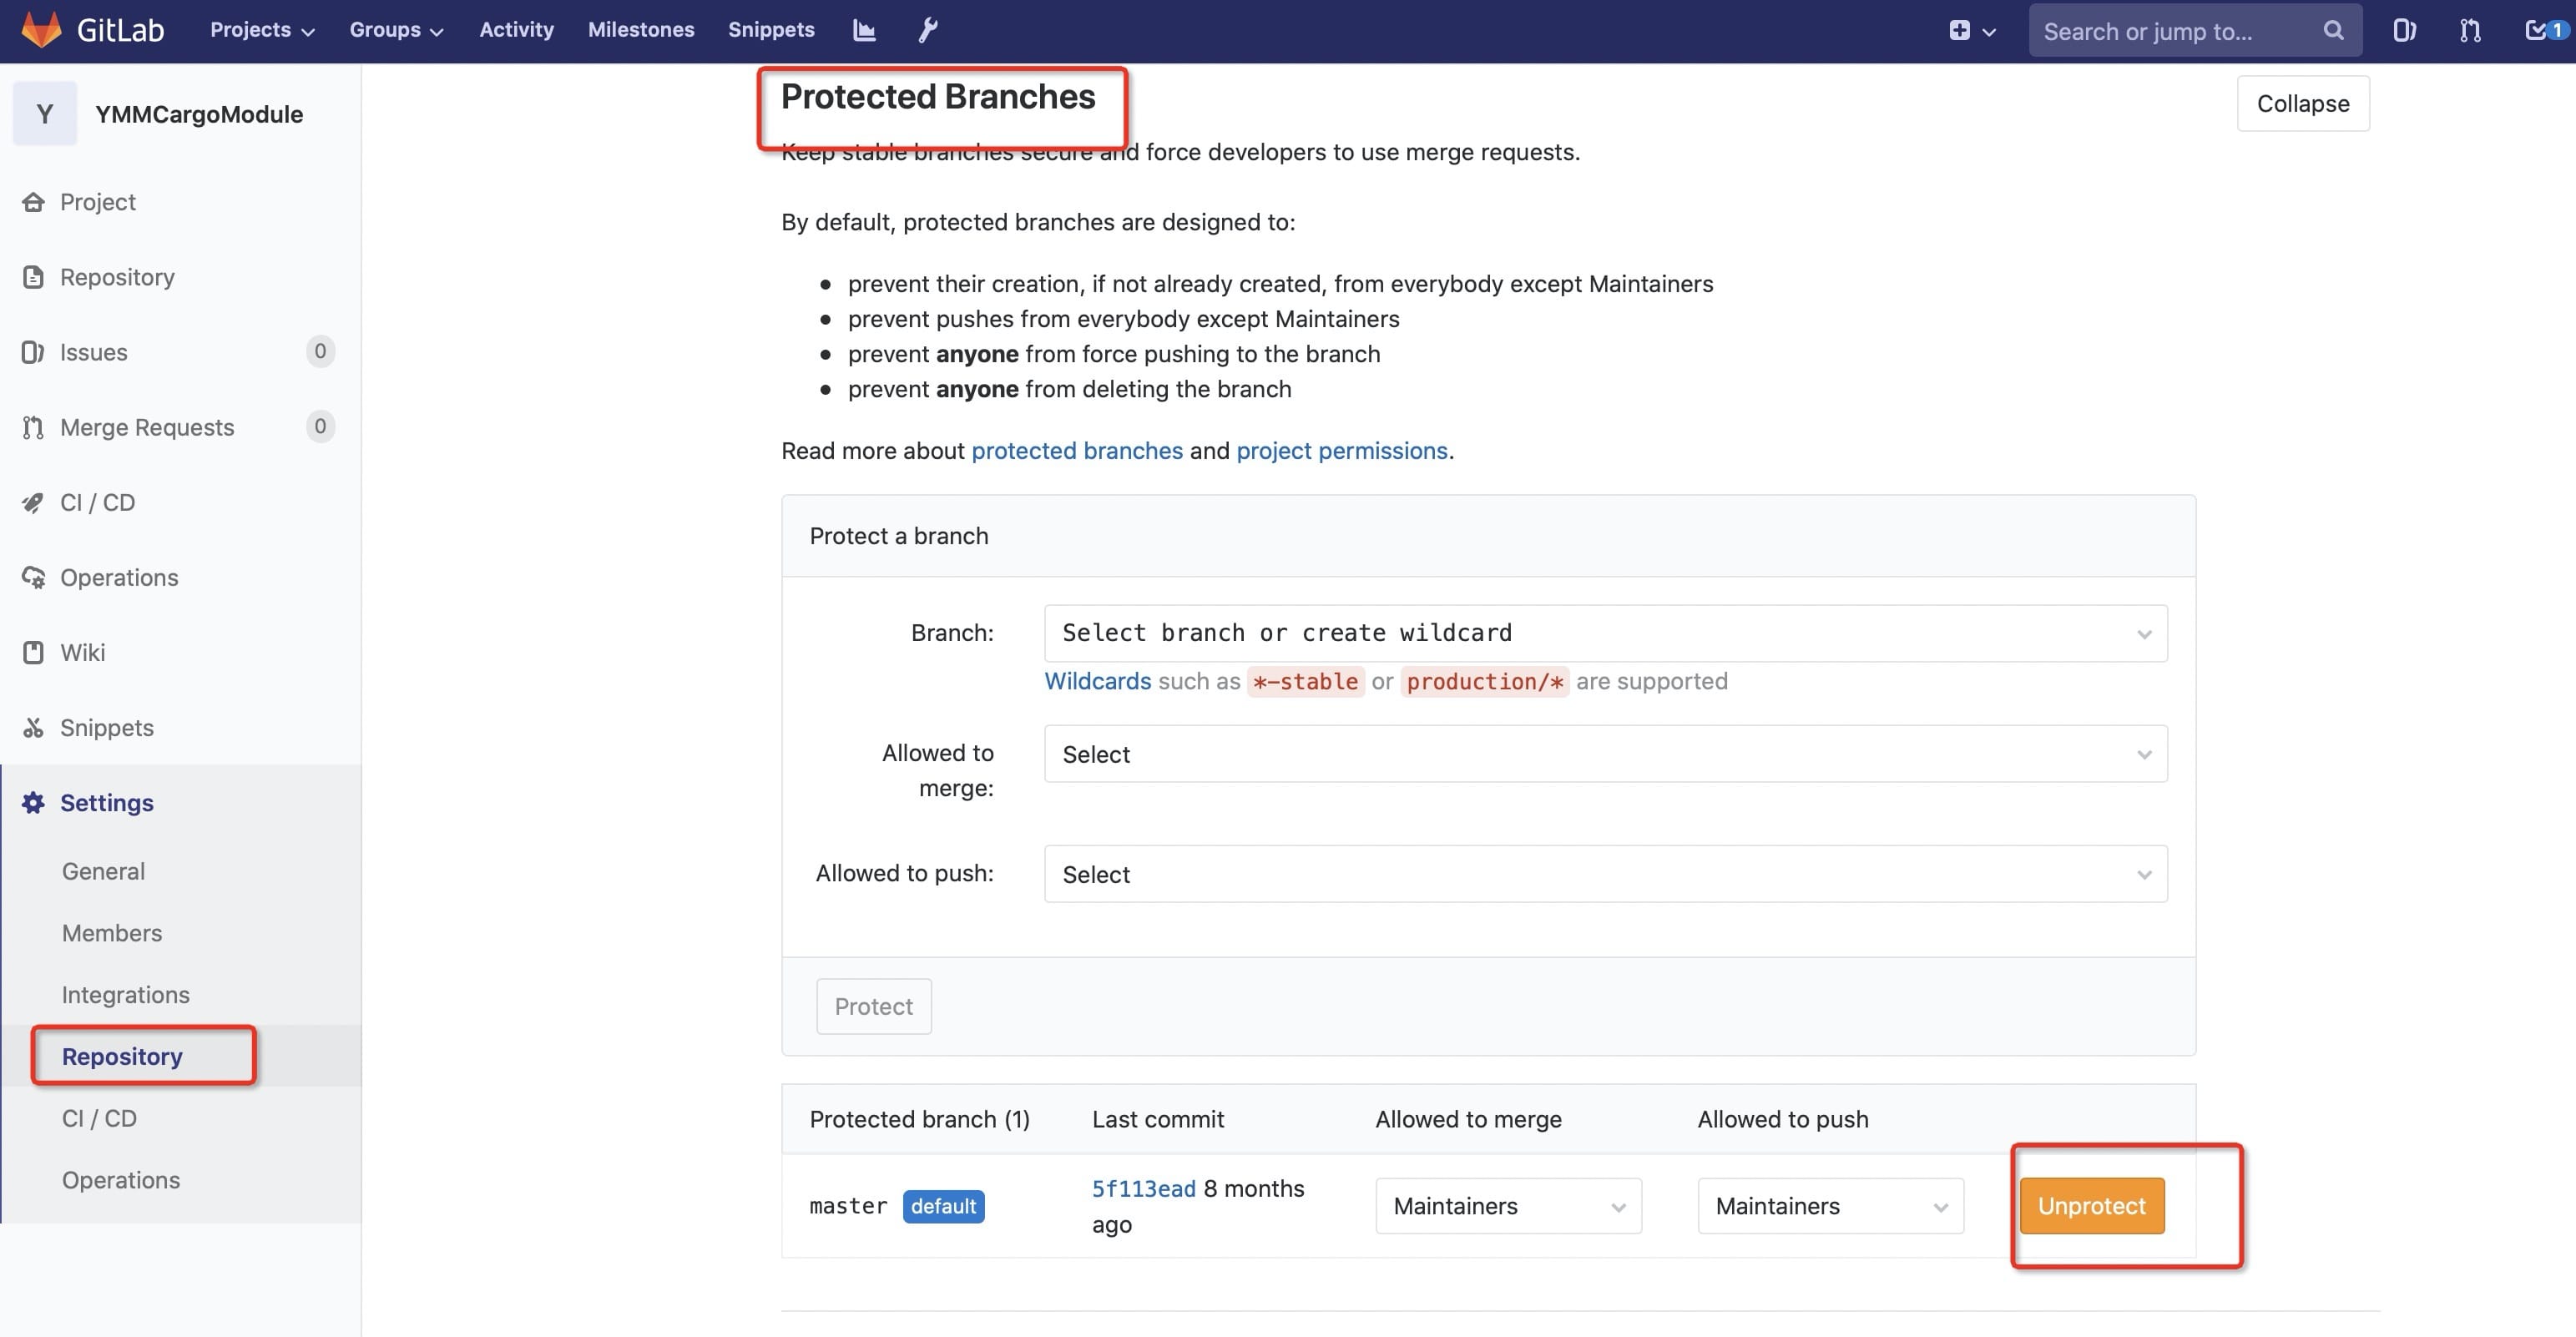 GitLab
Projects
Groups
Activity
Milestones
Snippets
Search or jump to...
1
Y
YMMCargoModule
Project
Repository
Issues
0
Merge Requests
0
CI / CD
Operations
Wiki
Snippets
Settings
General
Members
Integrations
Repository
CI / CD
Operations
Protected Branches
Collapse
Keep stable branches secure and force developers to use merge requests.
By default, protected branches are designed to:
prevent their creation, if not already created, from everybody except Maintainers
prevent pushes from everybody except Maintainers
prevent anyone from force pushing to the branch
prevent anyone from deleting the branch
Read more about protected branches and project permissions.
Protect a branch
Branch:
Select branch or create wildcard
Wildcards such as *-stable or production/* are supported
Allowed to
merge:
Select
Allowed to push:
Select
Protect
Protected branch (1)
Last commit
Allowed to merge
Allowed to push
master
default
5f113ead 8 months
ago
Maintainers
Maintainers
Unprotect